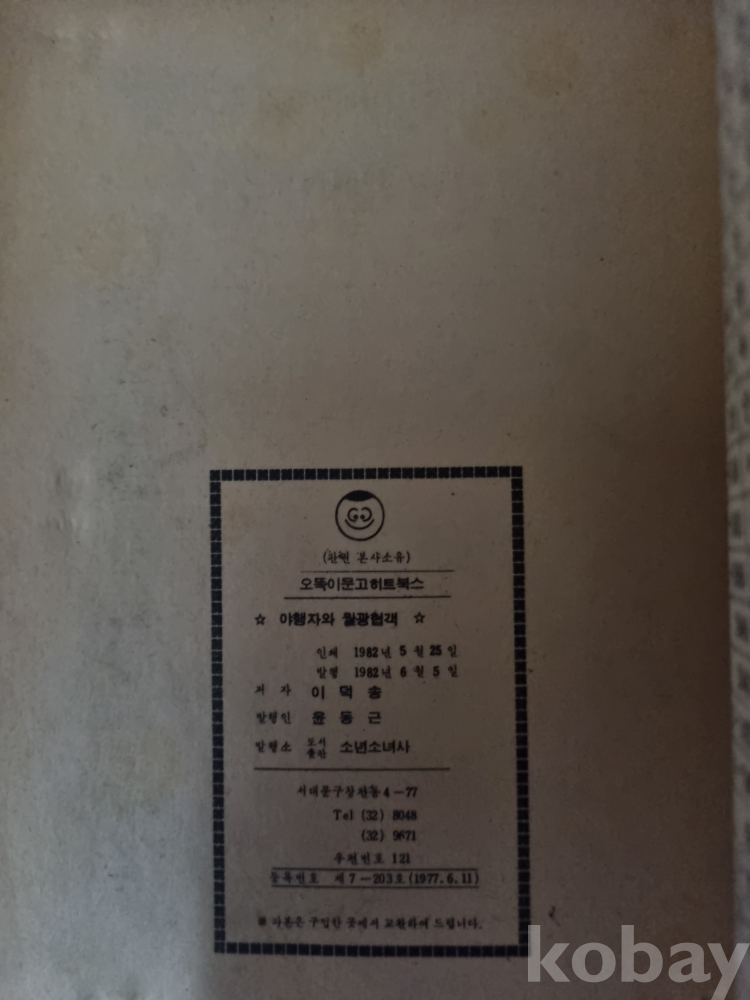 (판권 본사소유)
오뚝이문고히트북스
☆ 야행자와 월광협객 ☆
인쇄 1982년 5월 25일
발행 1982년 6월 5일
저자 이덕송
발행인 윤동근
발행소 도서출판 소년소녀사
서대문구창천동4-77
Tel (32) 8048
(32) 9671
우편번호 121
등록번호 제7-203호(1977.6.11)
※ 파본은 구입한 곳에서 교환하여 드립니다.
kobay